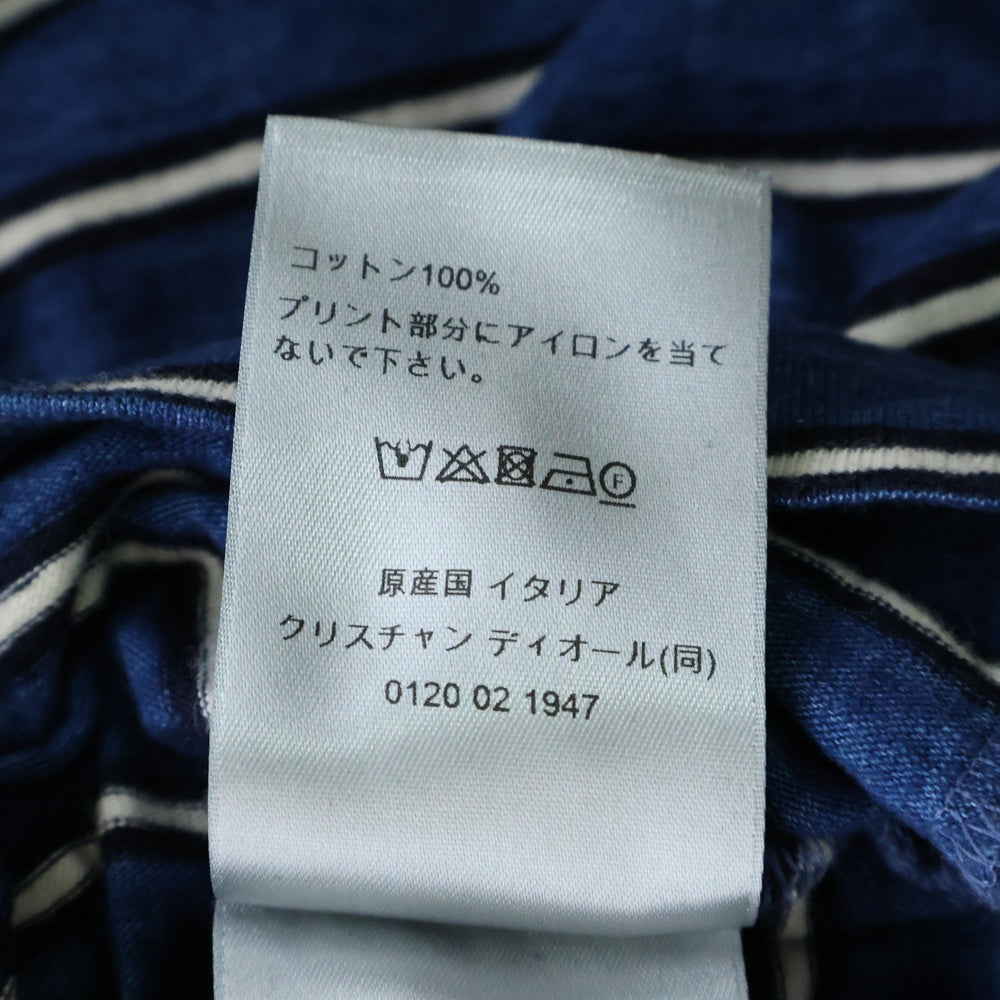 コットン100%
プリント部分にアイロンを当て
ないで下さい。
F
原産国 イタリア
クリスチャン ディオール(同)
0120 02 1947